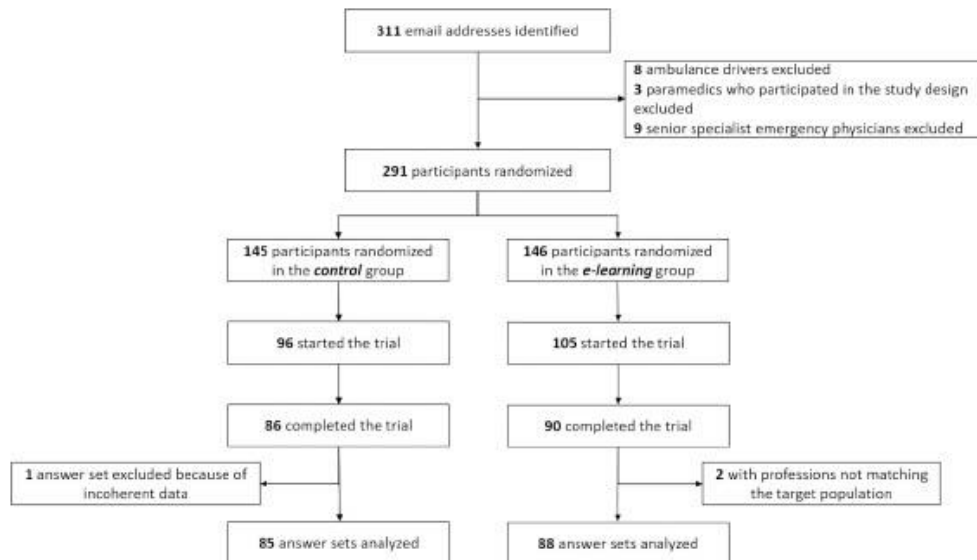 311 email addresses identified
8 ambulance drivers excluded
3 paramedics who participated in the study design
excluded
9 senior specialist emergency physicians excluded
291 participants randomized
145 participants randomized
in the control group
146 participants randomized
in the e-learning group
96 started the trial
105 started the trial
86 completed the trial
90 completed the trial
1 answer set excluded because of
incoherent data
2 with professions not matching
the target population
85 answer sets analyzed
88 answer sets analyzed